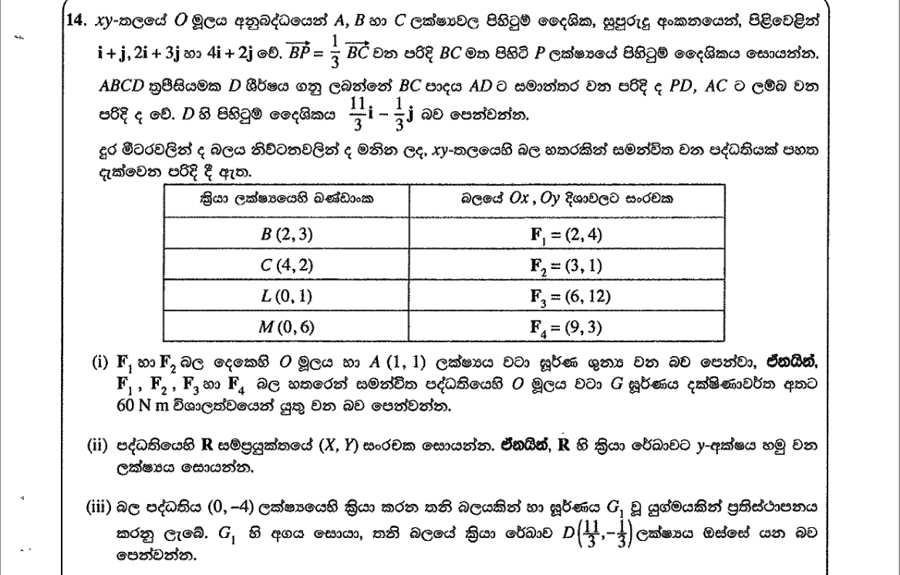 14. xy-තලයේ O මූලය අනුබද්ධයෙන් A, B හා C ලක්ෂ්‍යවල පිහිටුම් දෛශික, සුපුරුදු අංකනයෙන්, පිළිවෙළින්
i + j, 2i + 3j හා 4i + 2j වේ. BP = 1/3 BC වන පරිදි BC මත පිහිටි P ලක්ෂ්‍යයේ පිහිටුම් දෛශිකය සොයන්න.
ABCD ත්‍රපීසියමක D ශීර්ෂය ගනු ලබන්නේ BC පාදය AD ට සමාන්තර වන පරිදි ද PD, AC ට ලම්බ වන
පරිදි ද වේ. D හි පිහිටුම් දෛශිකය 11/3 i − 1/3 j බව පෙන්වන්න.
දුර මීටරවලින් ද බලය නිව්ටනවලින් ද මනින ලද, xy-තලයෙහි බල හතරකින් සමන්විත වන පද්ධතියක් පහත
දැක්වෙන පරිදි දී ඇත.
ක්‍රියා ලක්ෂ්‍යයෙහි ඛණ්ඩාංක බලයේ Ox , Oy දිශාවලට සංරචක
B (2, 3) F₁ = (2, 4)
C (4, 2) F₂ = (3, 1)
L (0, 1) F₃ = (6, 12)
M (0, 6) F₄ = (9, 3)
(i) F₁ හා F₂ බල දෙකෙහි O මූලය හා A (1, 1) ලක්ෂ්‍යය වටා ඝූර්ණ ශූන්‍ය වන බව පෙන්වා, ඒනයින්,
F₁ , F₂ , F₃ හා F₄ බල හතරෙන් සමන්විත පද්ධතියෙහි O මූලය වටා G ඝූර්ණය දක්ෂිණාවර්ත අතට
60 N m විශාලත්වයෙන් යුතු වන බව පෙන්වන්න.
(ii) පද්ධතියෙහි R සම්ප්‍රයුක්තයේ (X, Y) සංරචක සොයන්න. ඒනයින්, R හි ක්‍රියා රේඛාවට y-අක්ෂය හමු වන
ලක්ෂ්‍යය සොයන්න.
(iii) බල පද්ධතිය (0, –4) ලක්ෂ්‍යයෙහි ක්‍රියා කරන තනි බලයකින් හා ඝූර්ණය G₁ වූ යුග්මයකින් ප්‍රතිස්ථාපනය
කරනු ලැබේ. G₁ හි අගය සොයා, තනි බලයේ ක්‍රියා රේඛාව D(11/3, −1/3) ලක්ෂ්‍යය ඔස්සේ යන බව
පෙන්වන්න.